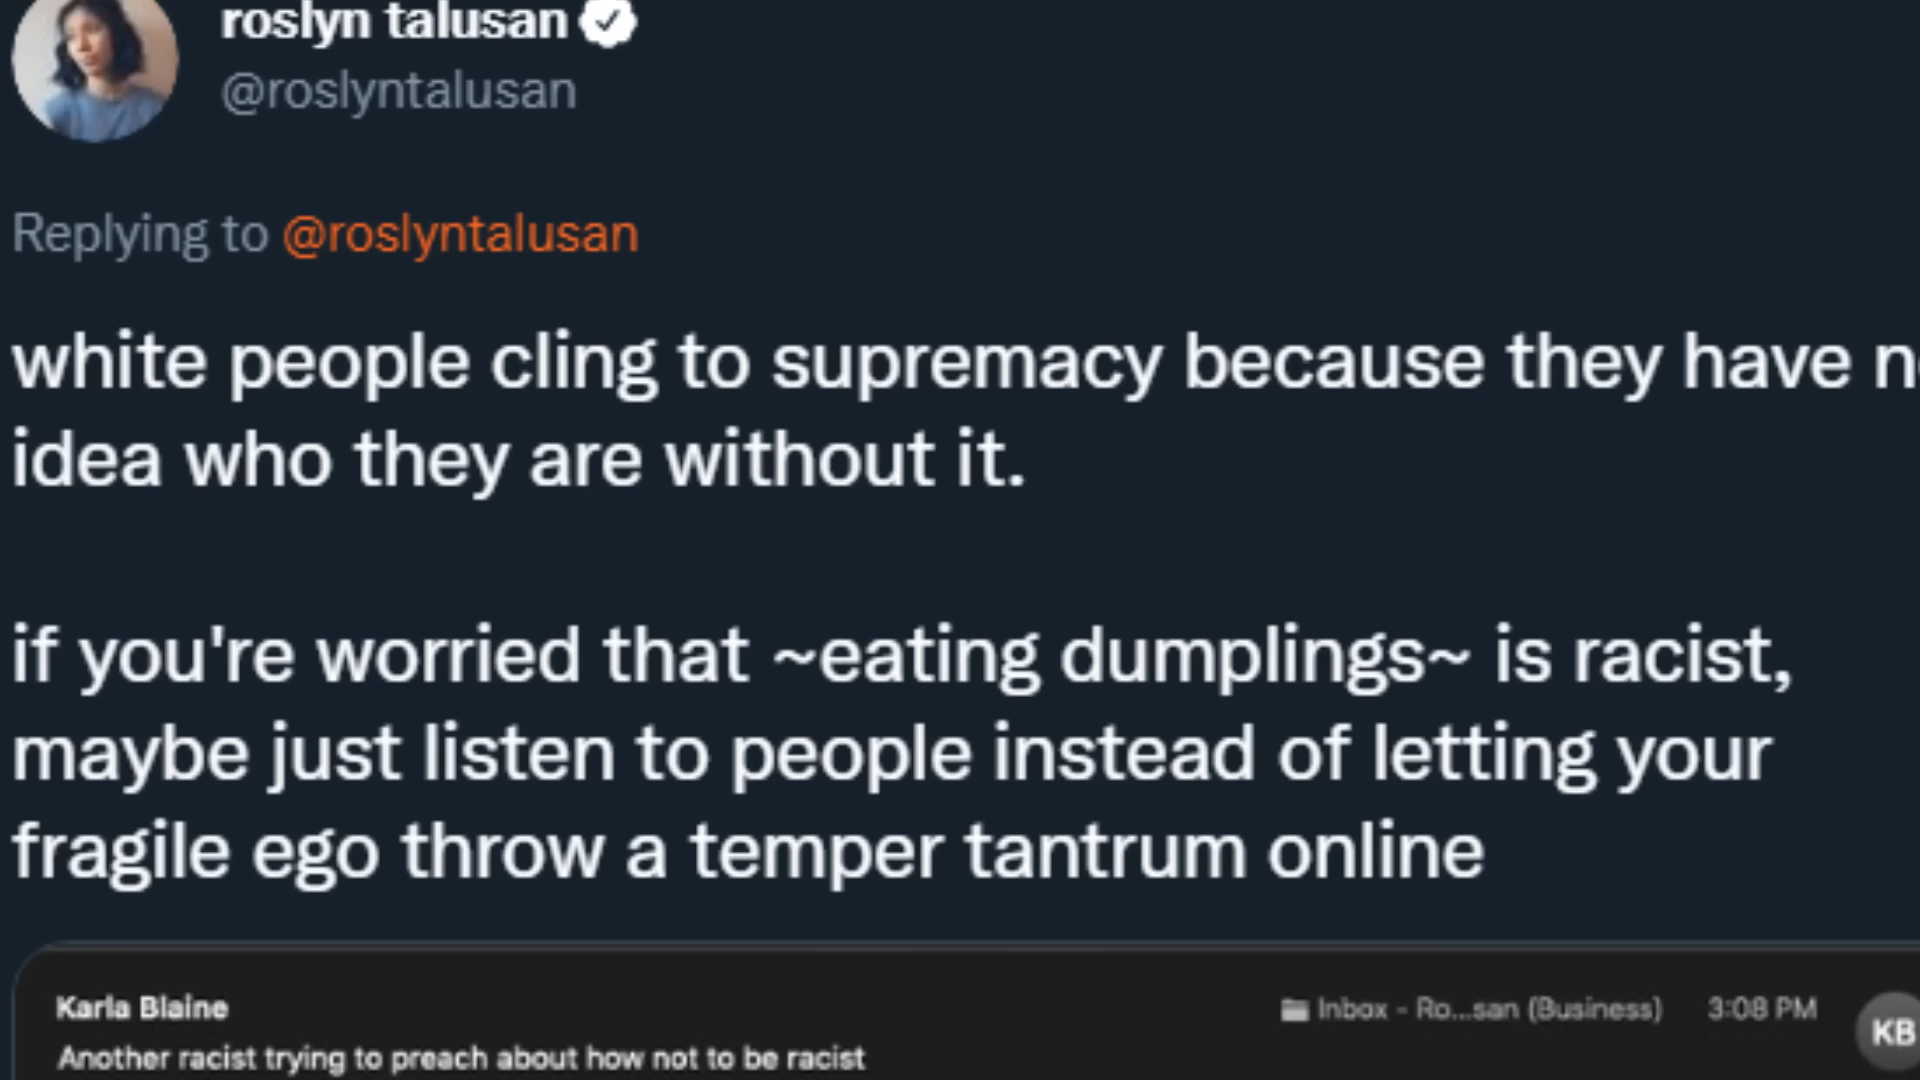 roslyn talusan
@roslyntalusan
Replying to @roslyntalusan
white people cling to supremacy because they have
idea who they are without it.
if you're worried that ~eating dumplings~ is racist,
maybe just listen to people instead of letting your
fragile ego throw a temper tantrum online
Karla Blaine
Inbox - Ro...san (Business) 3:08 PM
KB
Another racist trying to preach about how not to be racist